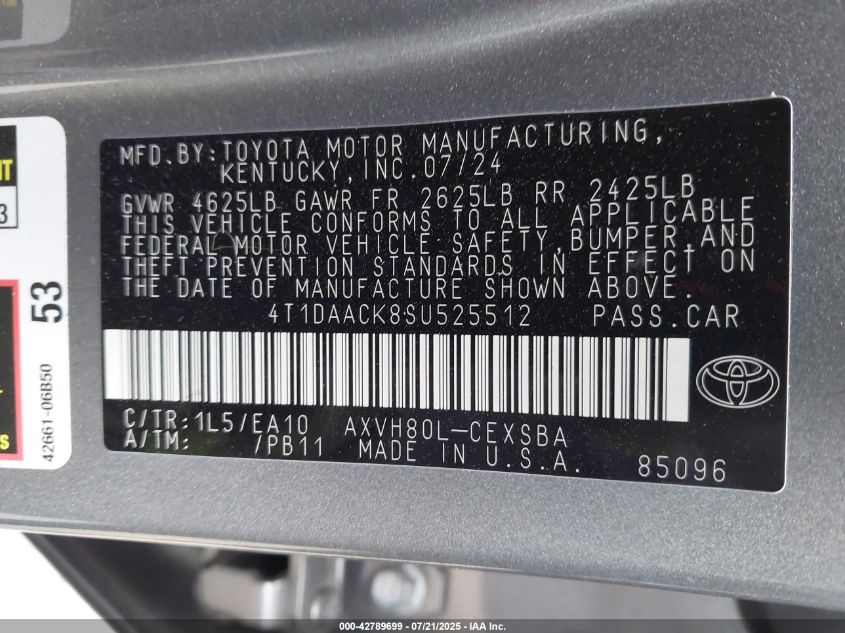 MFD.BY: TOYOTA MOTOR MANUFACTURING,
KENTUCKY, INC. 07/24
GVWR 4625LB GAWR FR 2625LB RR 2425LB
THIS VEHICLE CONFORMS TO ALL APPLICABLE
FEDERAL MOTOR VEHICLE SAFETY, BUMPER, AND
THEFT PREVENTION STANDARDS IN EFFECT ON
THE DATE OF MANUFACTURE SHOWN ABOVE.
4T1DAACK8SU525512 PASS.CAR
C/TR: 1L5/EA10 AXVH80L-CEXSBA
A/TM: /PB11 MADE IN U.S.A.
85096
53
42661-06B50
000-42789699 - 07/21/2025 - IAAI.COM